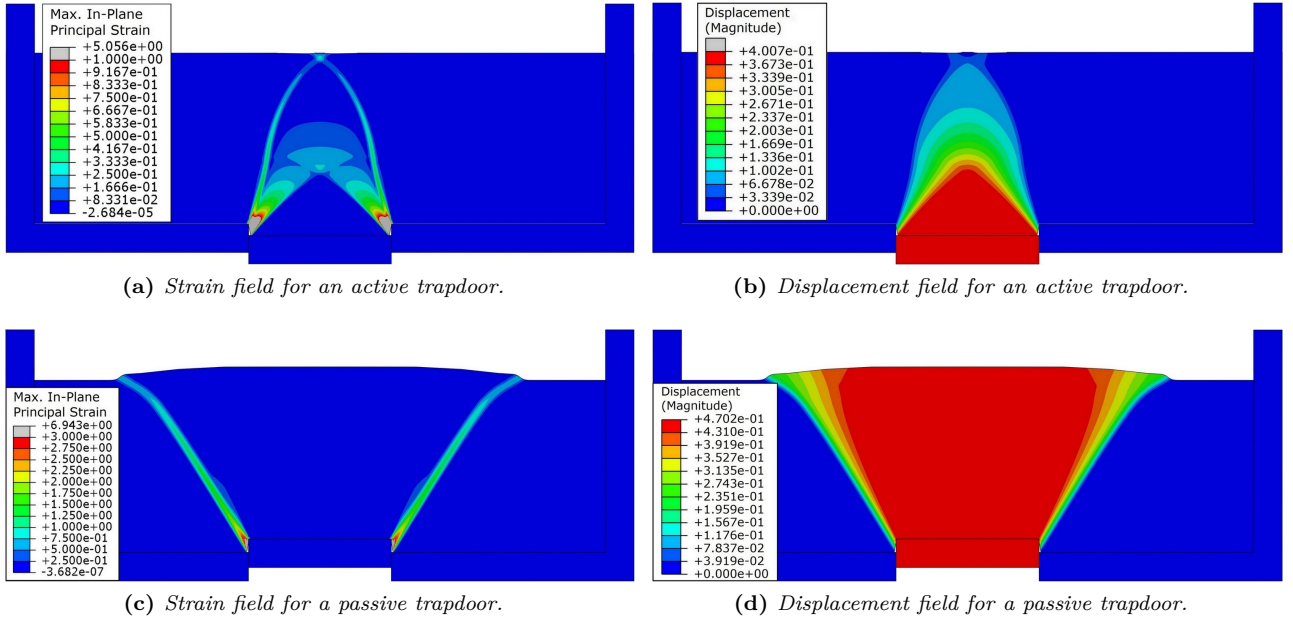 Max. In-Plane
Principal Strain
+5.056e+00
+1.000e+00
+9.167e-01
+8.333e-01
+7.500e-01
+6.667e-01
+5.833e-01
+5.000e-01
+4.167e-01
+3.333e-01
+2.500e-01
+1.666e-01
+8.331e-02
-2.684e-05
Displacement
(Magnitude)
+4.007e-01
+3.673e-01
+3.339e-01
+3.005e-01
+2.671e-01
+2.337e-01
+2.003e-01
+1.669e-01
+1.336e-01
+1.002e-01
+6.678e-02
+3.339e-02
+0.000e+00
(a) Strain field for an active trapdoor.
(b) Displacement field for an active trapdoor.
Max. In-Plane
Principal Strain
+6.943e+00
+3.000e+00
+2.750e+00
+2.500e+00
+2.250e+00
+2.000e+00
+1.750e+00
+1.500e+00
+1.250e+00
+1.000e+00
+7.500e-01
+5.000e-01
+2.500e-01
-3.682e-07
Displacement
(Magnitude)
+4.702e-01
+4.310e-01
+3.919e-01
+3.527e-01
+3.135e-01
+2.743e-01
+2.351e-01
+1.959e-01
+1.567e-01
+1.176e-01
+7.837e-02
+3.919e-02
+0.000e+00
(c) Strain field for a passive trapdoor.
(d) Displacement field for a passive trapdoor.